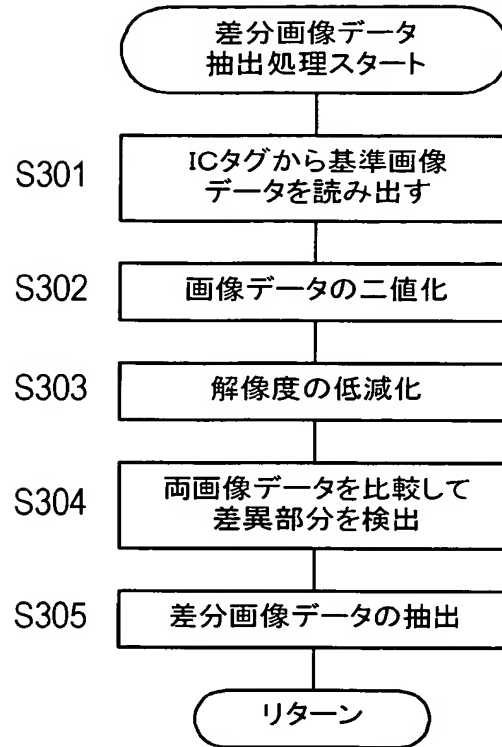 差分画像データ
抽出処理スタート
S301
ICタグから基準画像
データを読み出す
S302
画像データの二値化
S303
解像度の低減化
S304
両画像データを比較して
差異部分を検出
S305
差分画像データの抽出
リターン